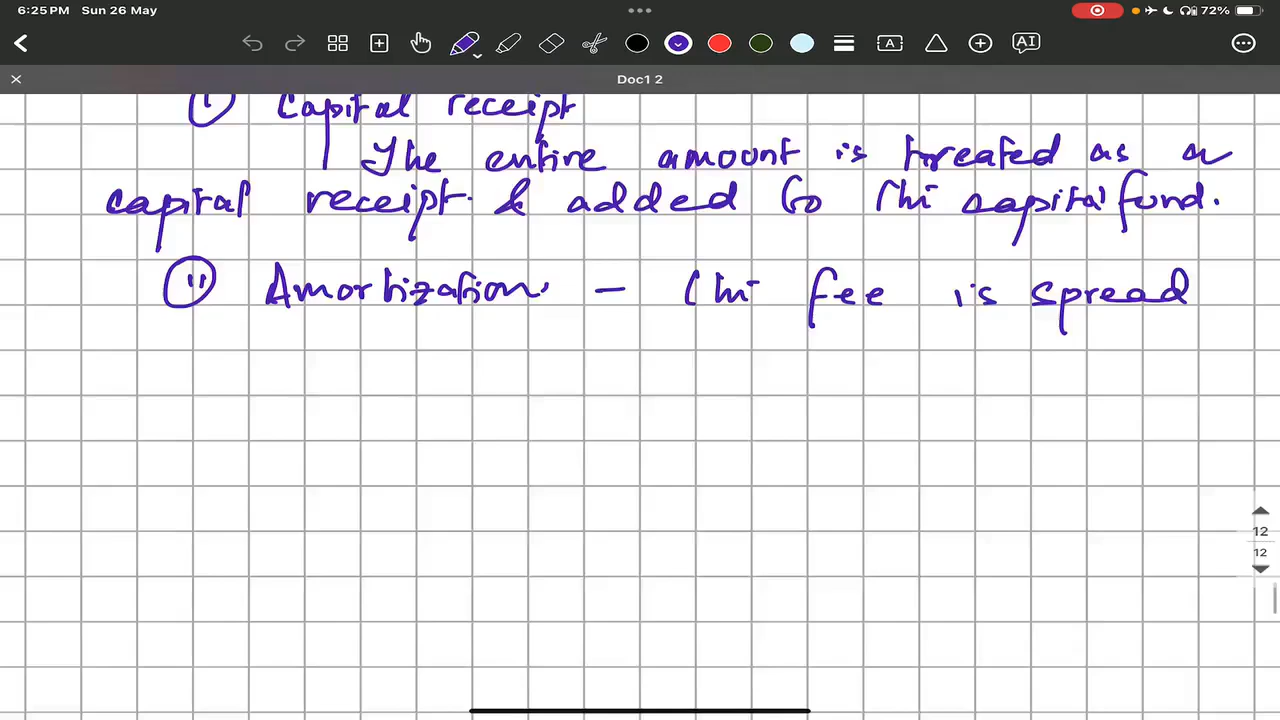 6:25 PM Sun 26 May
72%
AI
Doc1 2
(i) Capital receipt
The entire amount is treated as a
capital receipt. & added to the capital fund.
(ii) Amortization. - the fee is spread
12
12